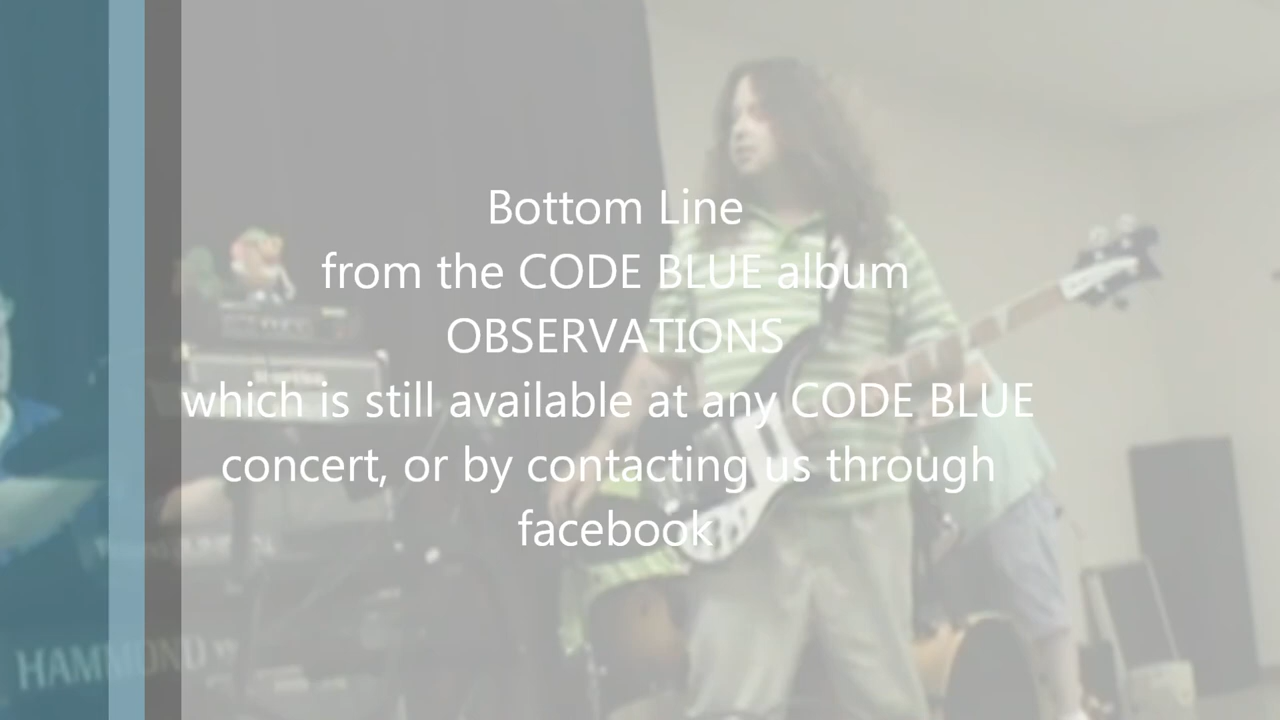 Bottom Line
from the CODE BLUE album
OBSERVATIONS
which is still available at any CODE BLUE
concert, or by contacting us through
facebook
HAMMOND